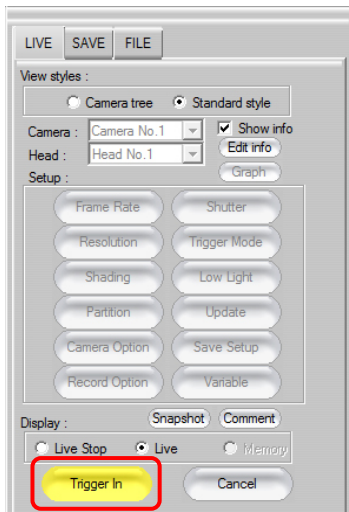 LIVE SAVE FILE
View styles :
Camera tree Standard style
Camera : Camera No.1 Show info
Head : Head No.1 Edit info
Setup : Graph
Frame Rate Shutter
Resolution Trigger Mode
Shading Low Light
Partition Update
Camera Option Save Setup
Record Option Variable
Display : Snapshot Comment
Live Stop Live Memory
Trigger In Cancel